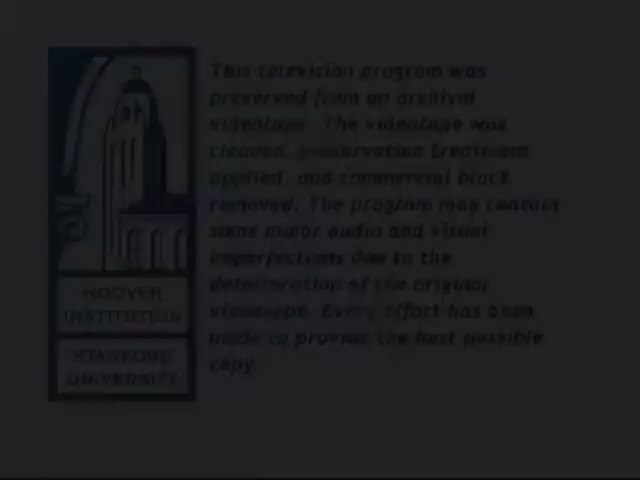 This television program was
preserved from an archival
videotape. The videotape was
cleaned, preservation treatment
applied, and commercial black
removed. The program may contain
some minor audio and visual
imperfections due to the
deterioration of the original
videotape. Every effort has been
made to provide the best possible
copy.
HOOVER
INSTITUTION
STANFORD
UNIVERSITY